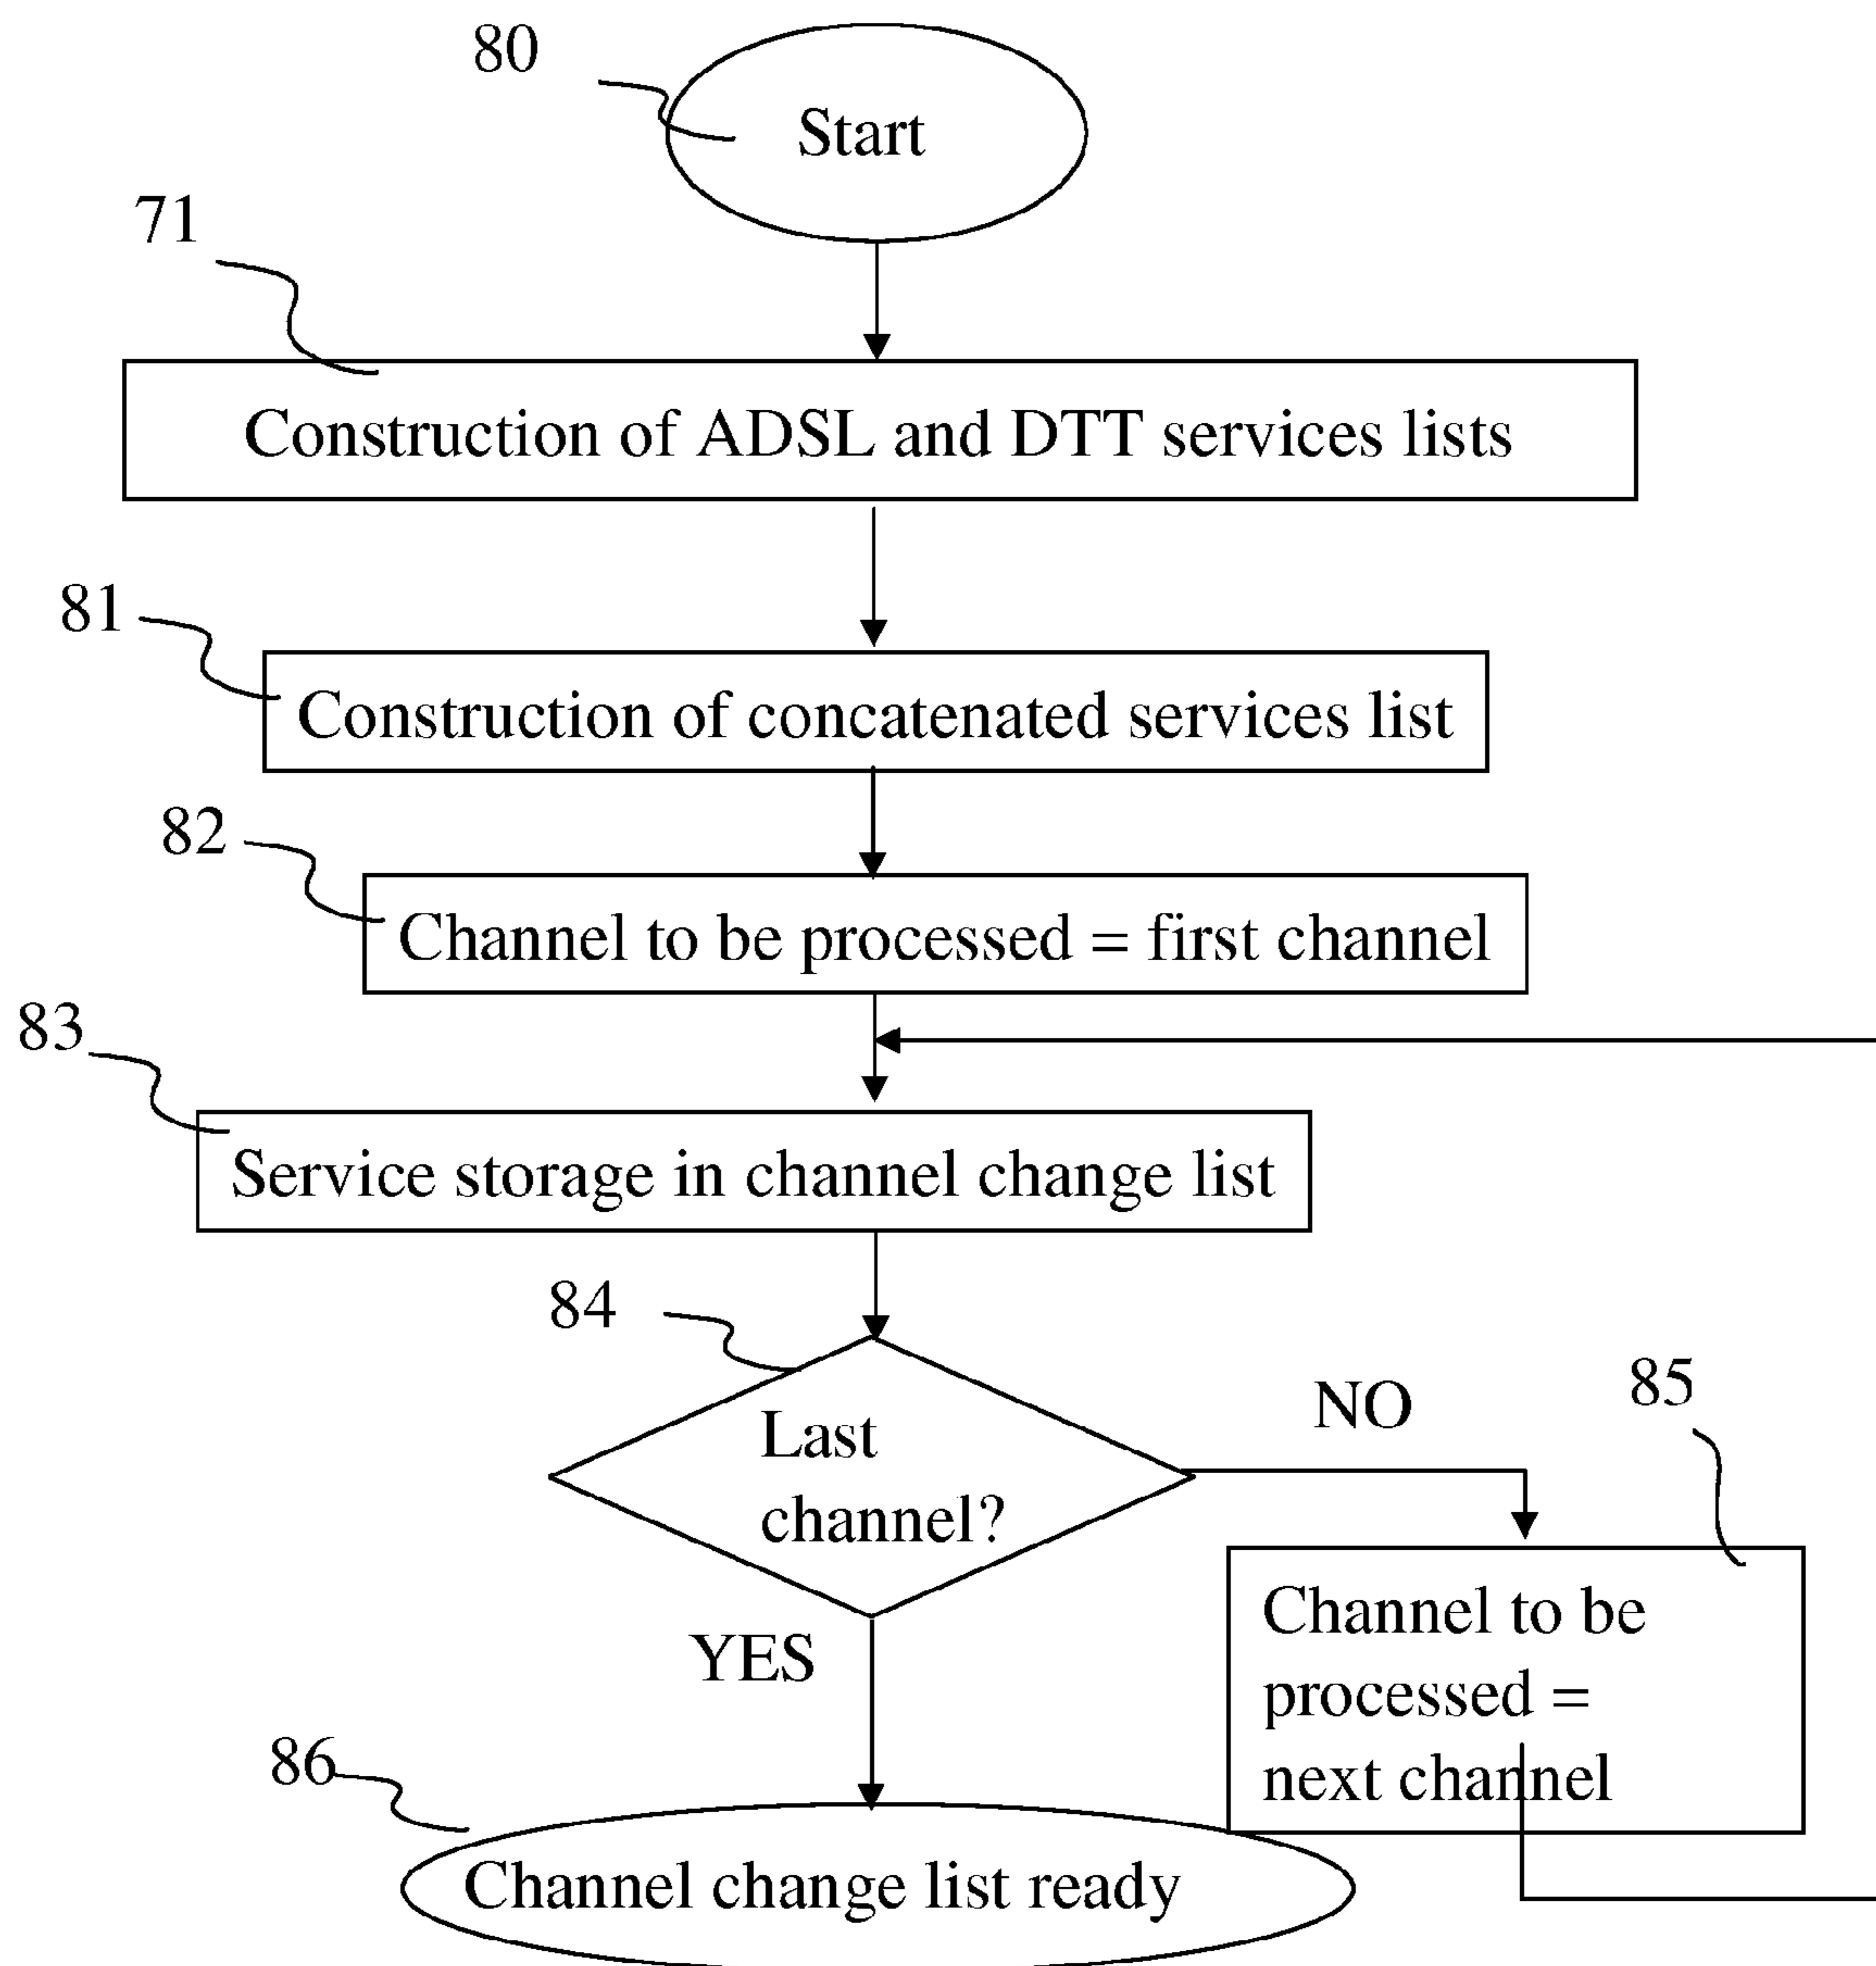 80
Start
71
Construction of ADSL and DTT services lists
81
Construction of concatenated services list
82
Channel to be processed = first channel
83
Service storage in channel change list
84
Last
channel?
NO
85
Channel to be
processed =
next channel
YES
86
Channel change list ready